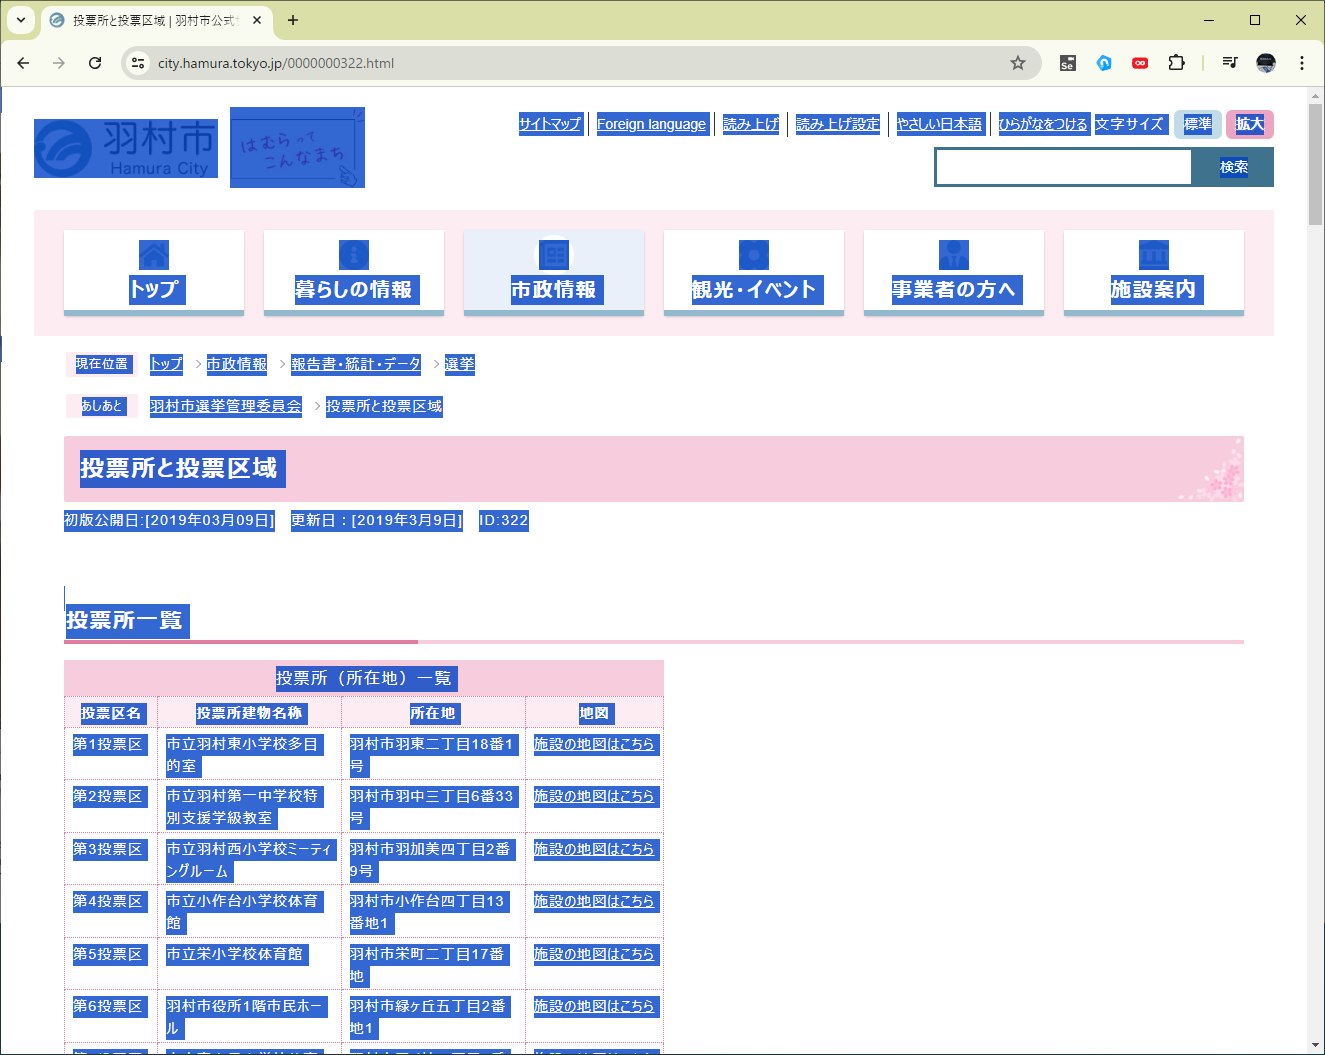 投票所と投票区域 | 羽村市公式
city.hamura.tokyo.jp/0000000322.html
羽村市
Hamura City
はむらって
こんなまち
サイトマップ Foreign language 読み上げ 読み上げ設定 やさしい日本語 ひらがなをつける 文字サイズ 標準 拡大
検索
トップ 暮らしの情報 市政情報 観光・イベント 事業者の方へ 施設案内
現在位置 トップ 市政情報 報告書・統計・データ 選挙
あしあと 羽村市選挙管理委員会 投票所と投票区域
投票所と投票区域
初版公開日:[2019年03月09日] 更新日：[2019年3月9日] ID:322
投票所一覧
投票所（所在地）一覧
投票区名 投票所建物名称 所在地 地図
第1投票区 市立羽村東小学校多目 羽村市羽東二丁目18番1 施設の地図はこちら
的室 号
第2投票区 市立羽村第一中学校特 羽村市羽中三丁目6番33 施設の地図はこちら
別支援学級教室 号
第3投票区 市立羽村西小学校ミーティ 羽村市羽加美四丁目2番 施設の地図はこちら
ングルーム 9号
第4投票区 市立小作台小学校体育 羽村市小作台四丁目13 施設の地図はこちら
館 番地1
第5投票区 市立栄小学校体育館 羽村市栄町二丁目17番 施設の地図はこちら
地
第6投票区 羽村市役所1階市民ホー 羽村市緑ヶ丘五丁目2番 施設の地図はこちら
ル 地1